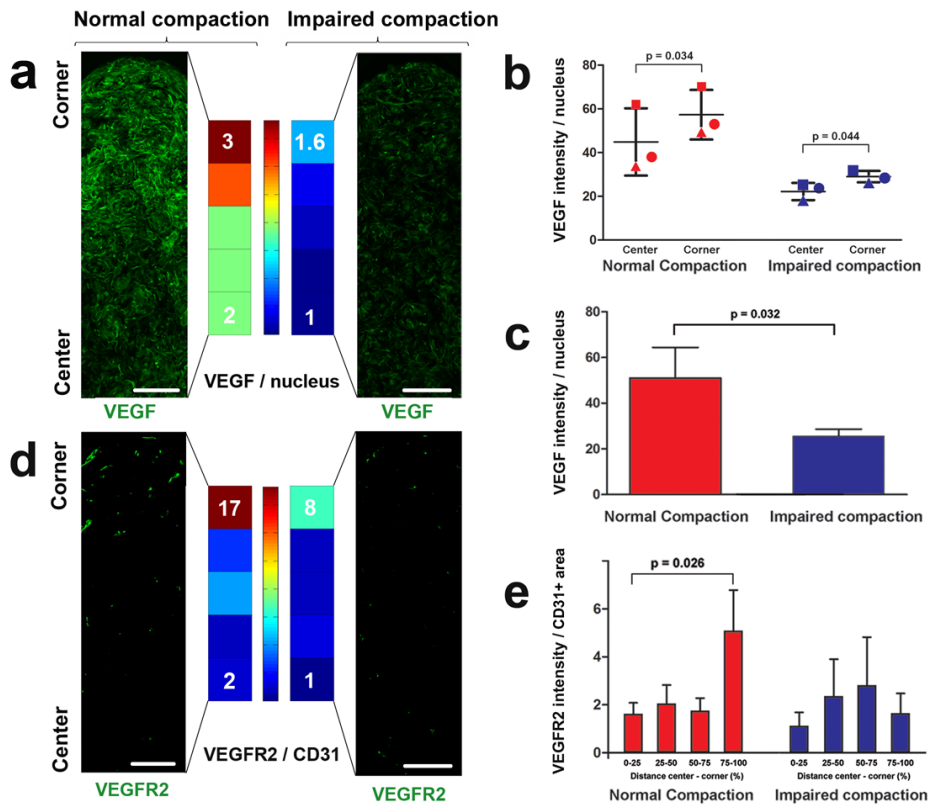 Normal compaction
Impaired compaction
a
Corner
Center
3
2
1.6
1
VEGF / nucleus
VEGF
VEGF
b
VEGF intensity / nucleus
80
60
40
20
0
p = 0.034
p = 0.044
Center
Corner
Center
Corner
Normal Compaction
Impaired compaction
c
VEGF intensity / nucleus
80
60
40
20
0
p = 0.032
Normal Compaction
Impaired compaction
d
Corner
Center
17
2
8
1
VEGFR2 / CD31
VEGFR2
VEGFR2
e
VEGFR2 intensity / CD31+ area
6
4
2
0
p = 0.026
0-25
25-50
50-75
75-100
0-25
25-50
50-75
75-100
Distance center - corner (%)
Distance center - corner (%)
Normal Compaction
Impaired compaction